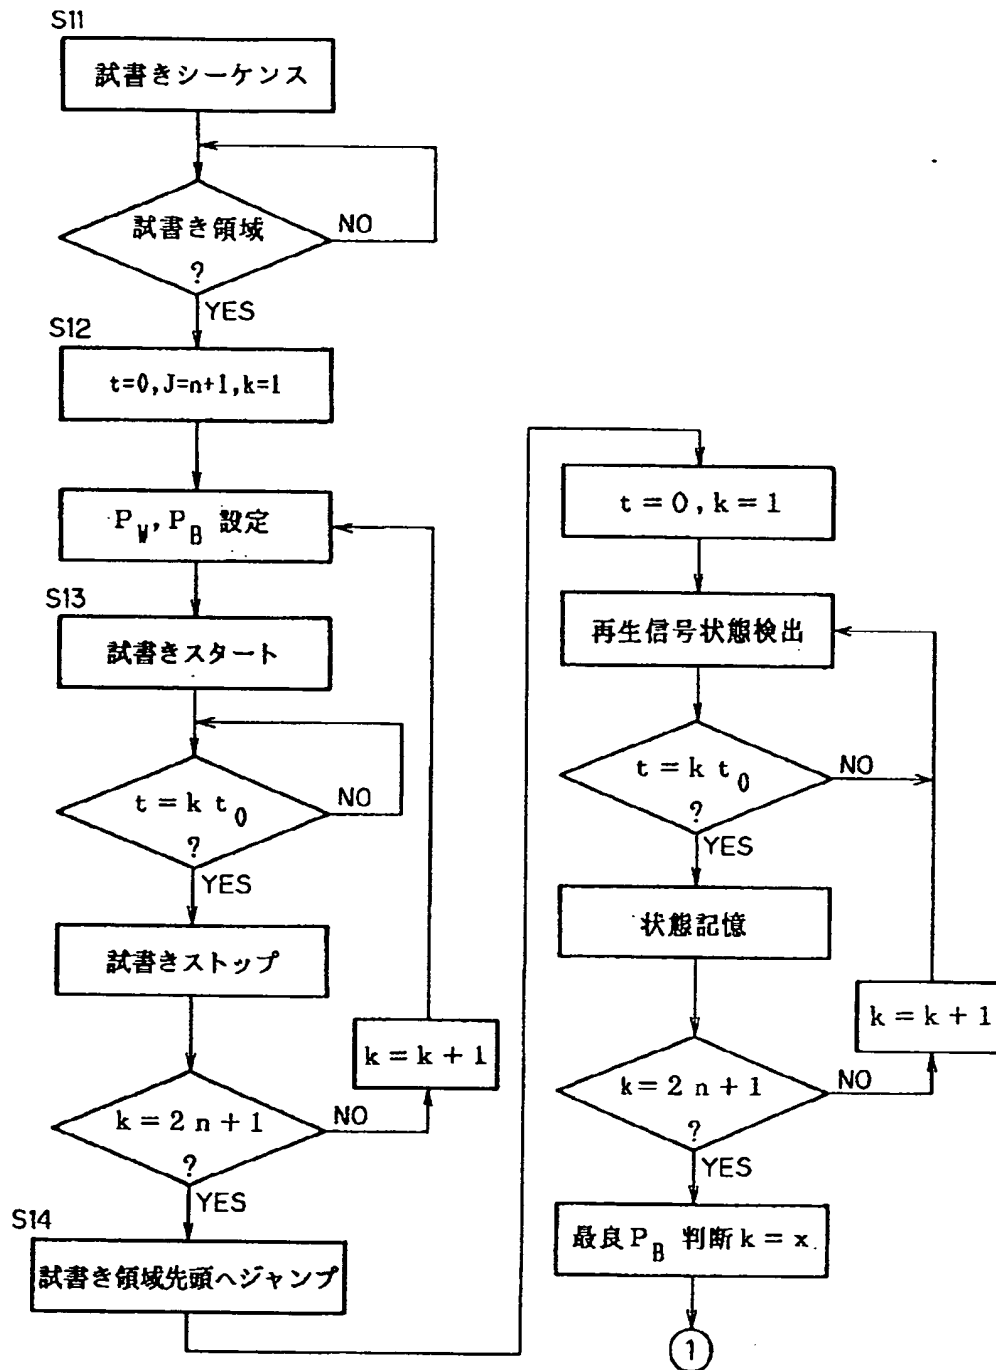 S11
試書きシーケンス
試書き領域
?
NO
YES
S12
t=0,J=n+1,k=1
P_W, P_B 設定
S13
試書きスタート
t = k t_0
?
NO
YES
試書きストップ
k = k + 1
k = 2 n + 1
?
NO
YES
S14
試書き領域先頭へジャンプ
t = 0 , k = 1
再生信号状態検出
t = k t_0
?
NO
YES
状態記憶
k = k + 1
k = 2 n + 1
?
NO
YES
最良 P_B 判断 k = x
1